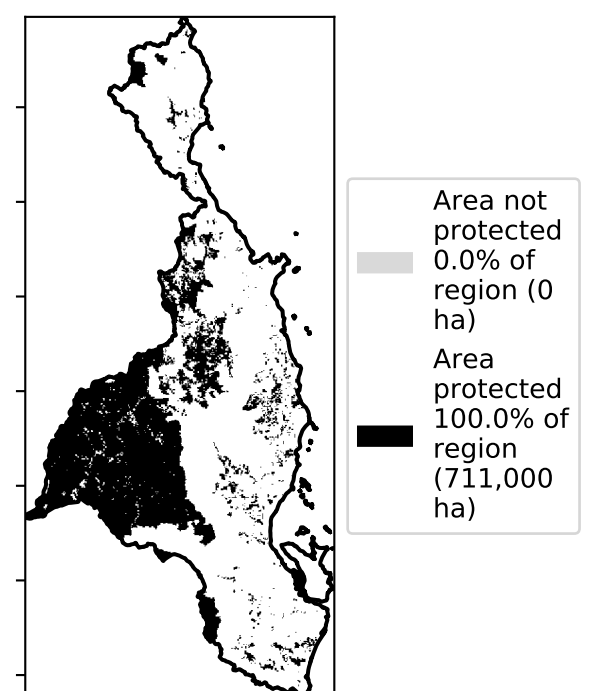 Area not
protected
0.0% of
region (0
ha)
Area
protected
100.0% of
region
(711,000
ha)